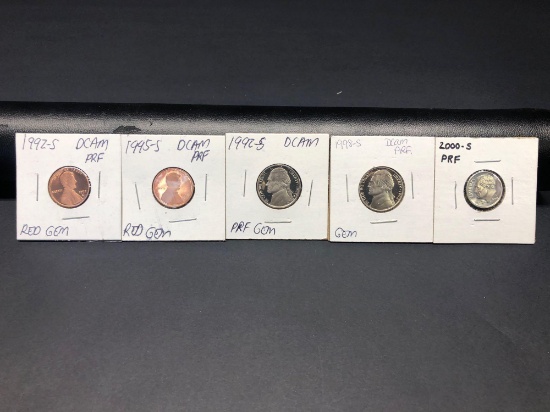 1992-S DCAM
PRF
RED GEM
1995-S DCAM
PRF
RED GEM
1992-S DCAM
PRF GEM
1998-S DCAM
PRF
GEM
2000-S
PRF